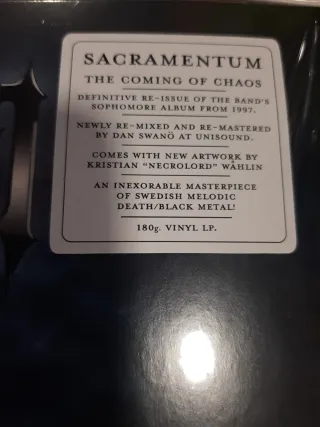 SACRAMENTUM
THE COMING OF CHAOS
DEFINITIVE RE-ISSUE OF THE BAND'S
SOPHOMORE ALBUM FROM 1997.
NEWLY RE-MIXED AND RE-MASTERED
BY DAN SWANÖ AT UNISOUND.
COMES WITH NEW ARTWORK BY
KRISTIAN "NECROLORD" WÅHLIN
AN INEXORABLE MASTERPIECE
OF SWEDISH MELODIC
DEATH/BLACK METAL!
180g. VINYL LP.